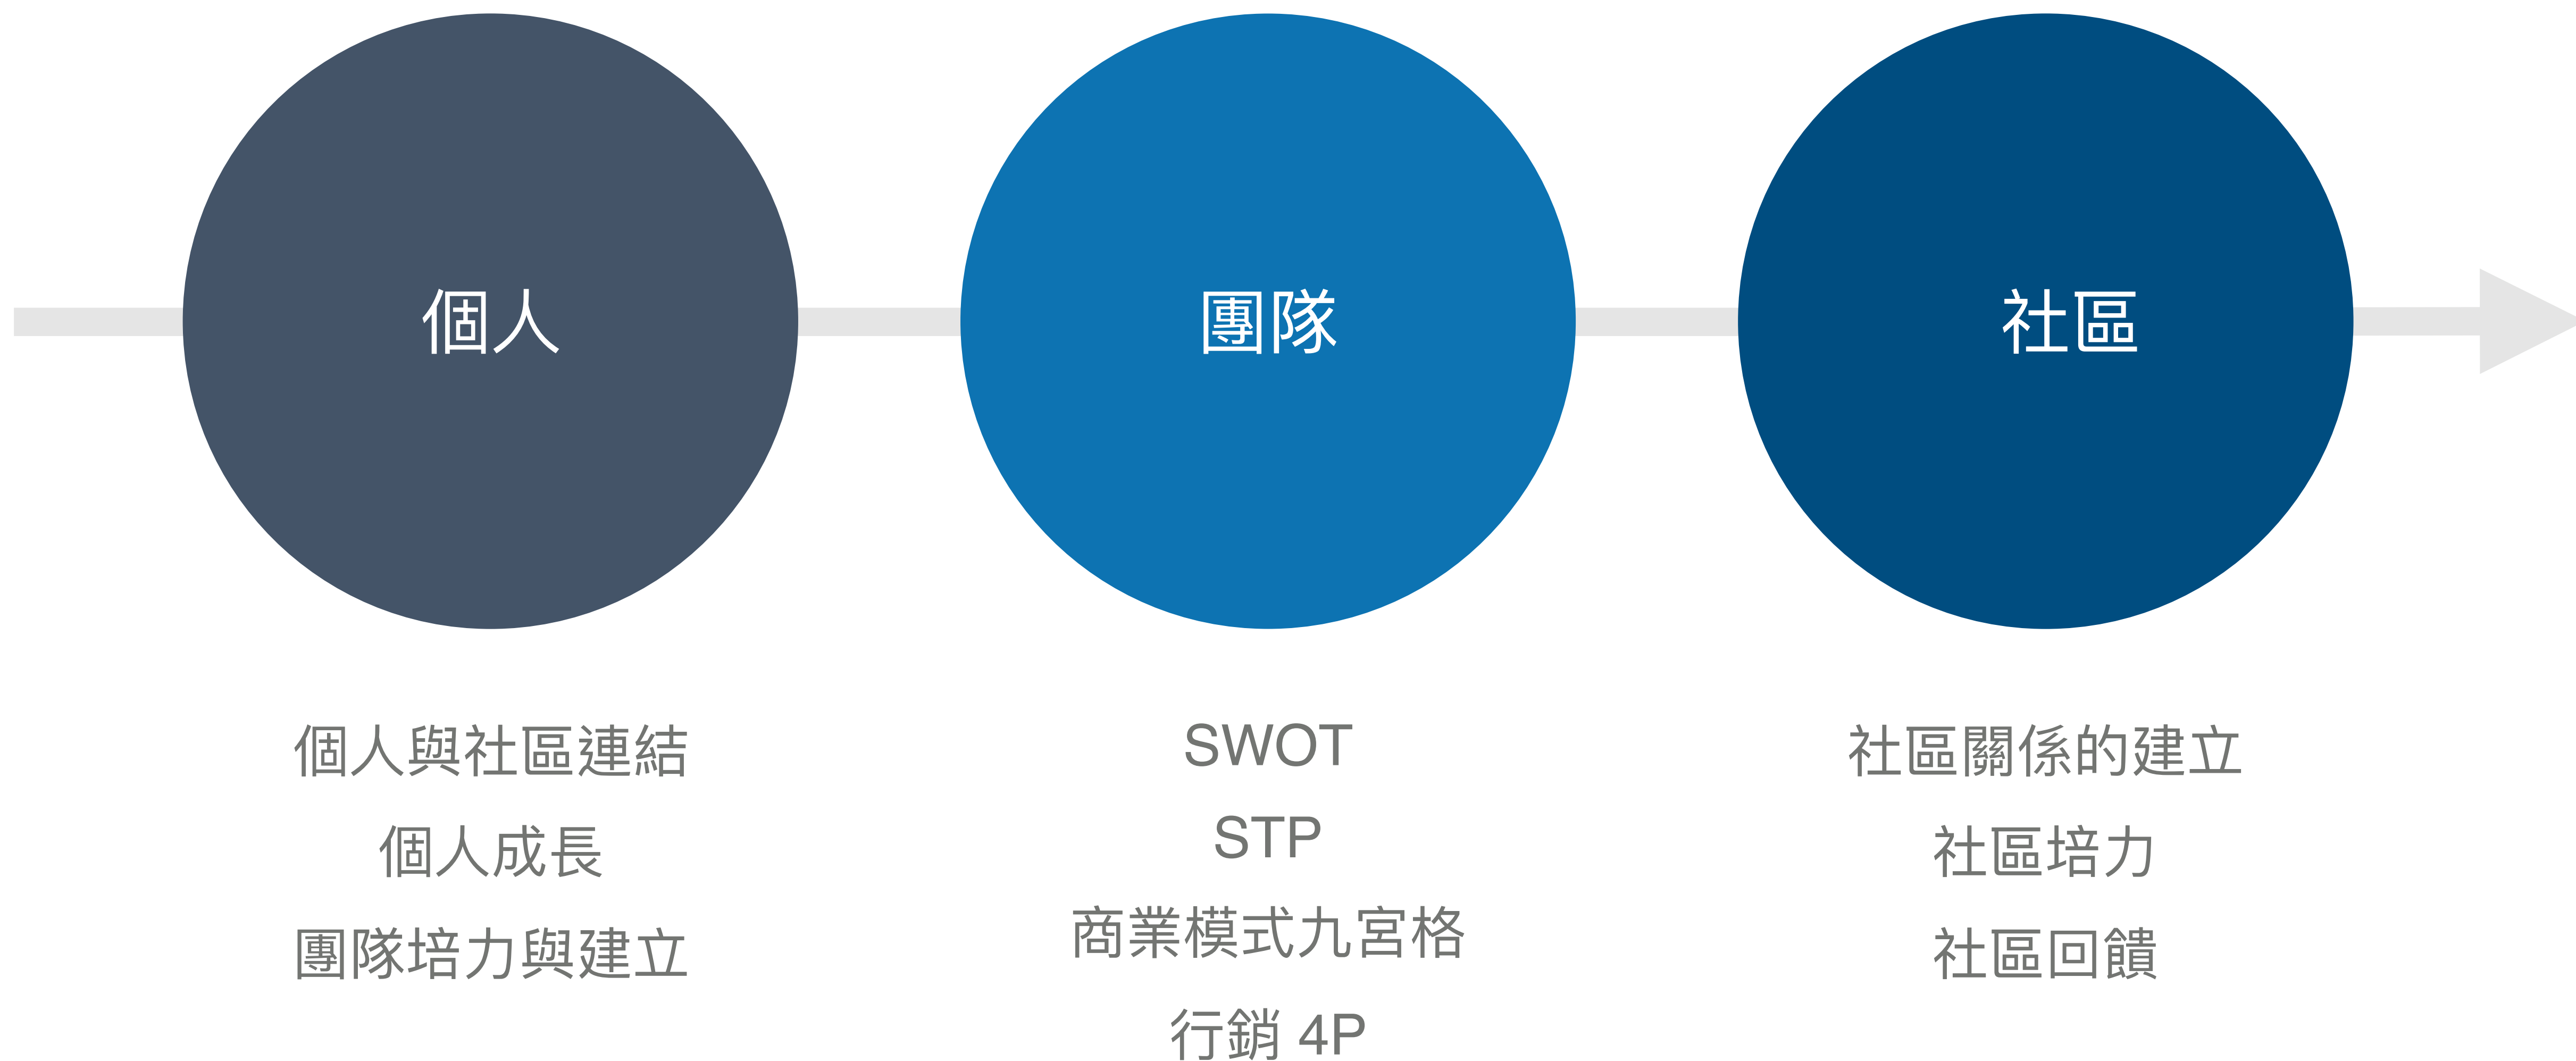 個人
團隊
社區
個人與社區連結
個人成長
團隊培力與建立
SWOT
STP
商業模式九宮格
行銷 4P
社區關係的建立
社區培力
社區回饋